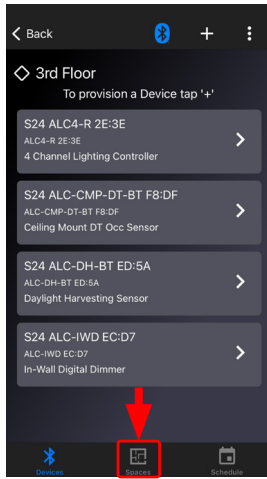 Back
3rd Floor
To provision a Device tap '+'
S24 ALC4-R 2E:3E
ALC4-R 2E:3E
4 Channel Lighting Controller
S24 ALC-CMP-DT-BT F8:DF
ALC-CMP-DT-BT F8:DF
Ceiling Mount DT Occ Sensor
S24 ALC-DH-BT ED:5A
ALC-DH-BT ED:5A
Daylight Harvesting Sensor
S24 ALC-IWD EC:D7
ALC-IWD EC:D7
In-Wall Digital Dimmer
Devices Spaces Schedule